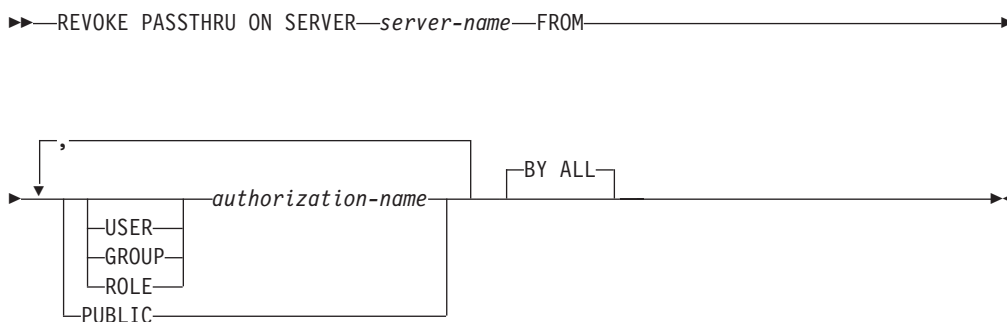 REVOKE PASSTHRU ON SERVER server-name FROM
,
BY ALL
authorization-name
USER
GROUP
ROLE
PUBLIC